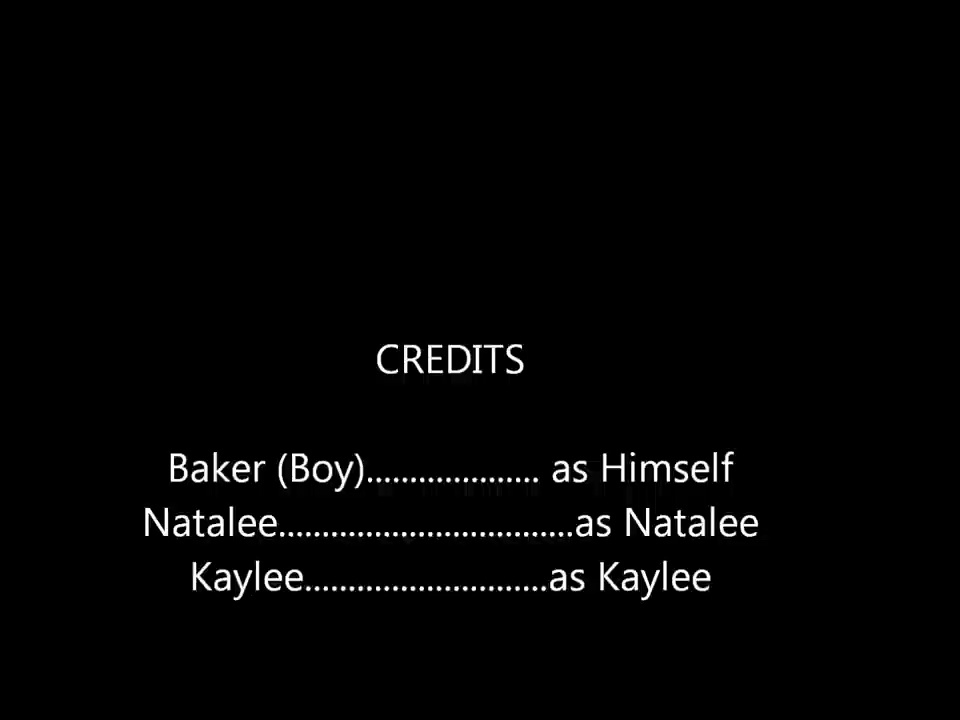 CREDITS
Baker (Boy).................... as Himself
Natalee..................................as Natalee
Kaylee............................as Kaylee